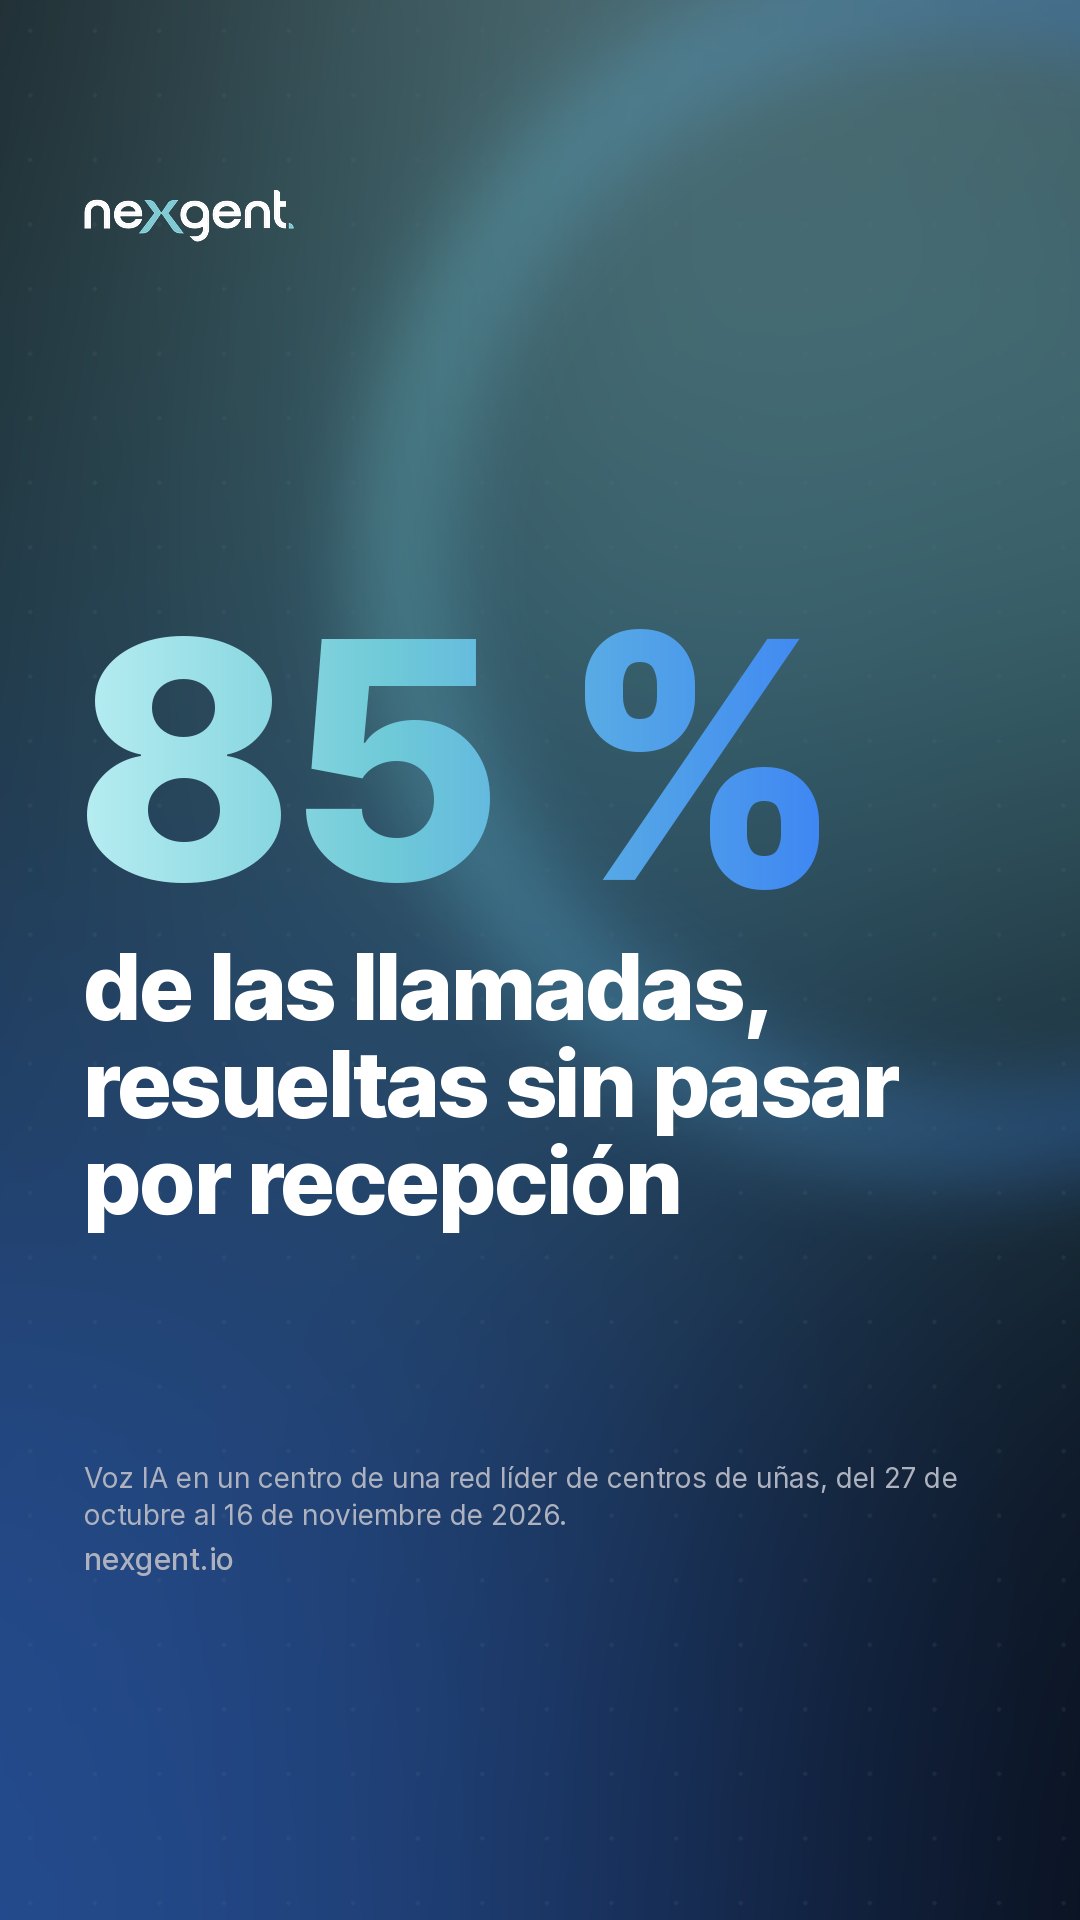 nexgent.
85 %
de las llamadas,
resueltas sin pasar
por recepción
Voz IA en un centro de una red líder de centros de uñas, del 27 de
octubre al 16 de noviembre de 2026.
nexgent.io